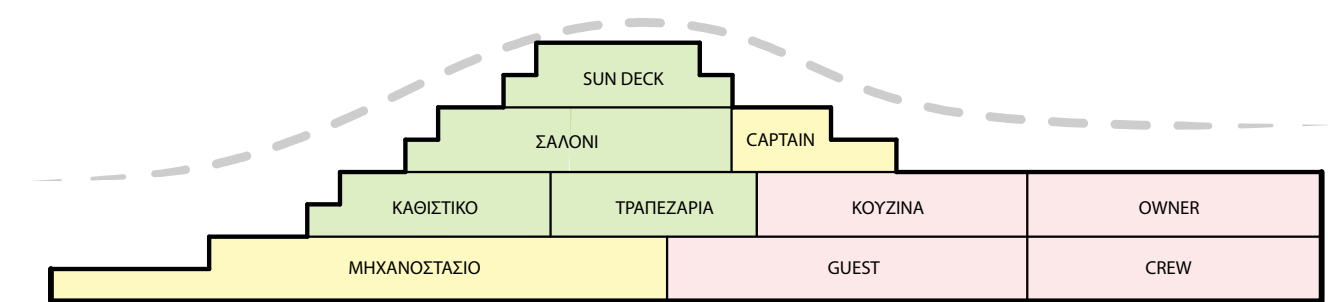 SUN DECK
ΣΑΛΟΝΙ
CAPTAIN
ΚΑΘΙΣΤΙΚΟ
ΤΡΑΠΕΖΑΡΙΑ
ΚΟΥΖΙΝΑ
OWNER
ΜΗΧΑΝΟΣΤΑΣΙΟ
GUEST
CREW